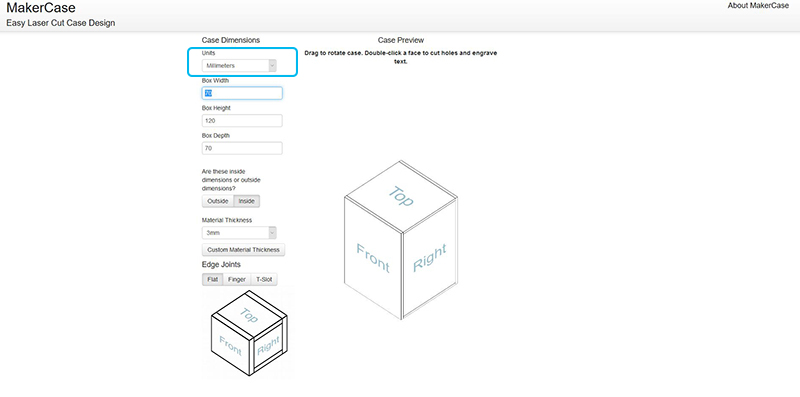 MakerCase
About MakerCase
Easy Laser Cut Case Design
Case Dimensions
Case Preview
Units
Drag to rotate case. Double-click a face to cut holes and engrave
text.
Millimeters
Box Width
70
Box Height
120
Box Depth
70
Are these inside
dimensions or outside
dimensions?
Outside Inside
Material Thickness
3mm
Custom Material Thickness
Edge Joints
Flat Finger T-Slot
Top
Front
Right
Top
Front
Right